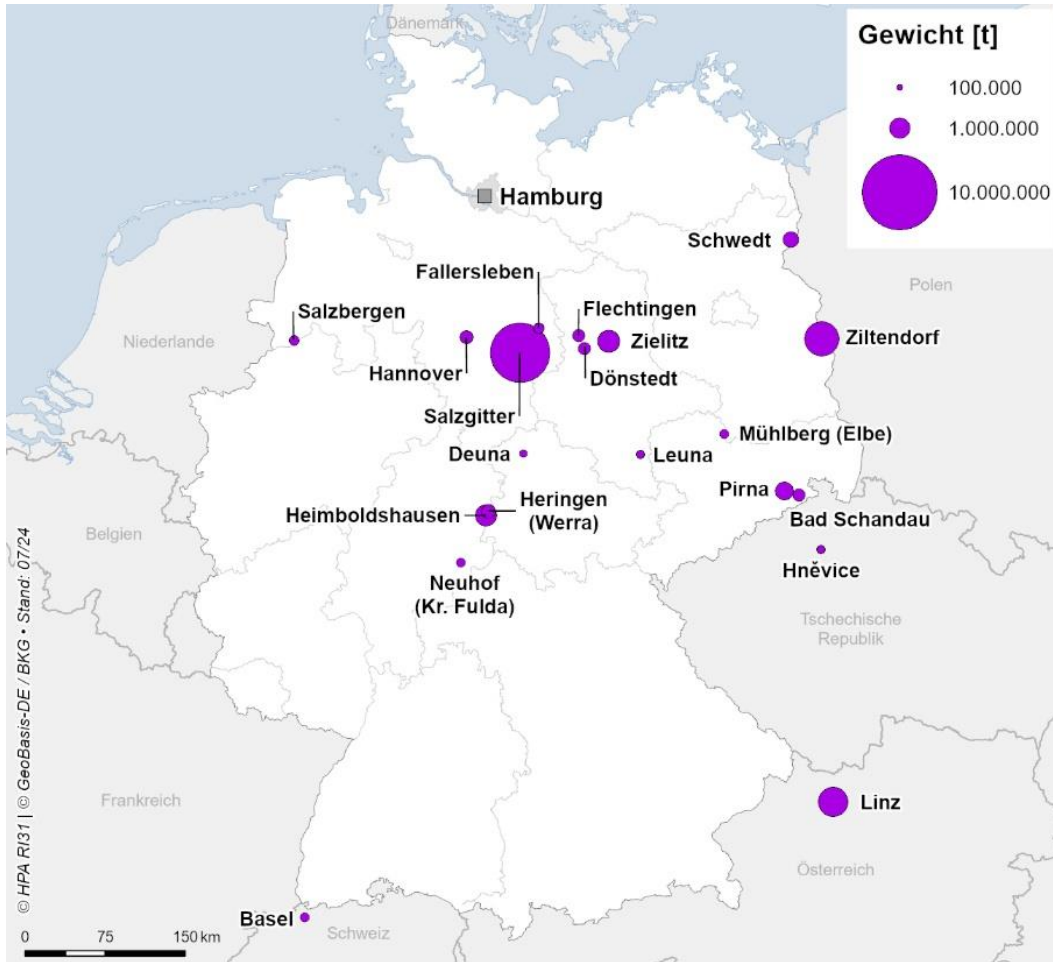 Dänemark
Gewicht [t]
100.000
1.000.000
10.000.000
Hamburg
Schwedt
Polen
Fallersleben
Flechtingen
Salzbergen
Niederlande
Zielitz
Ziltendorf
Hannover
Dönstedt
Salzgitter
Mühlberg (Elbe)
Deuna
Leuna
Pirna
Heringen
(Werra)
Heimboldshausen
Bad Schandau
Belgien
Hněvice
Neuhof
(Kr. Fulda)
Tschechische
Republik
Frankreich
Linz
Österreich
Basel
Schweiz
0 75 150 km
© HPA RI31 | © GeoBasis-DE / BKG • Stand: 07/24